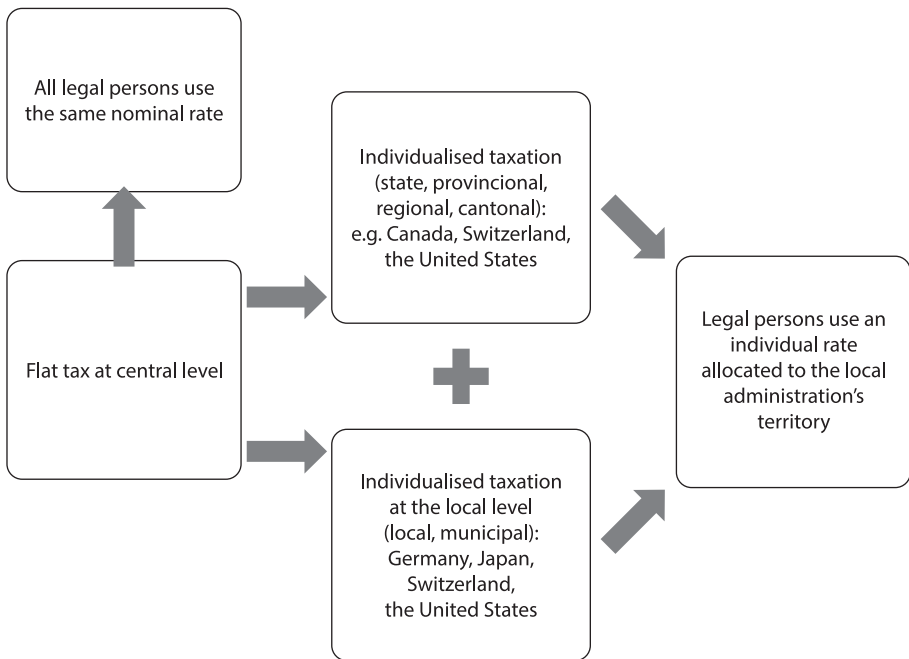 All legal persons use
the same nominal rate
Individualised taxation
(state, provincional,
regional, cantonal):
e.g. Canada, Switzerland,
the United States
Flat tax at central level
Legal persons use an
individual rate
allocated to the local
administration’s
territory
Individualised taxation
at the local level
(local, municipal):
Germany, Japan,
Switzerland,
the United States